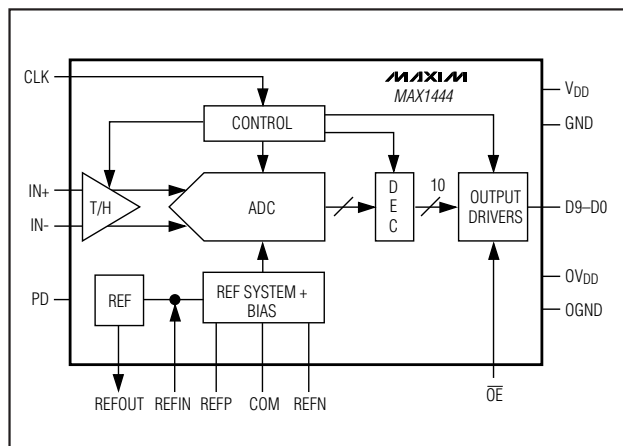 CLK
MAXIM
MAX1444
VDD
GND
CONTROL
IN+
IN-
T/H
ADC
D
E
C
10
OUTPUT
DRIVERS
D9–D0
PD
REF
REF SYSTEM +
BIAS
OVDD
OGND
REFOUT
REFIN
REFP
COM
REFN
OE